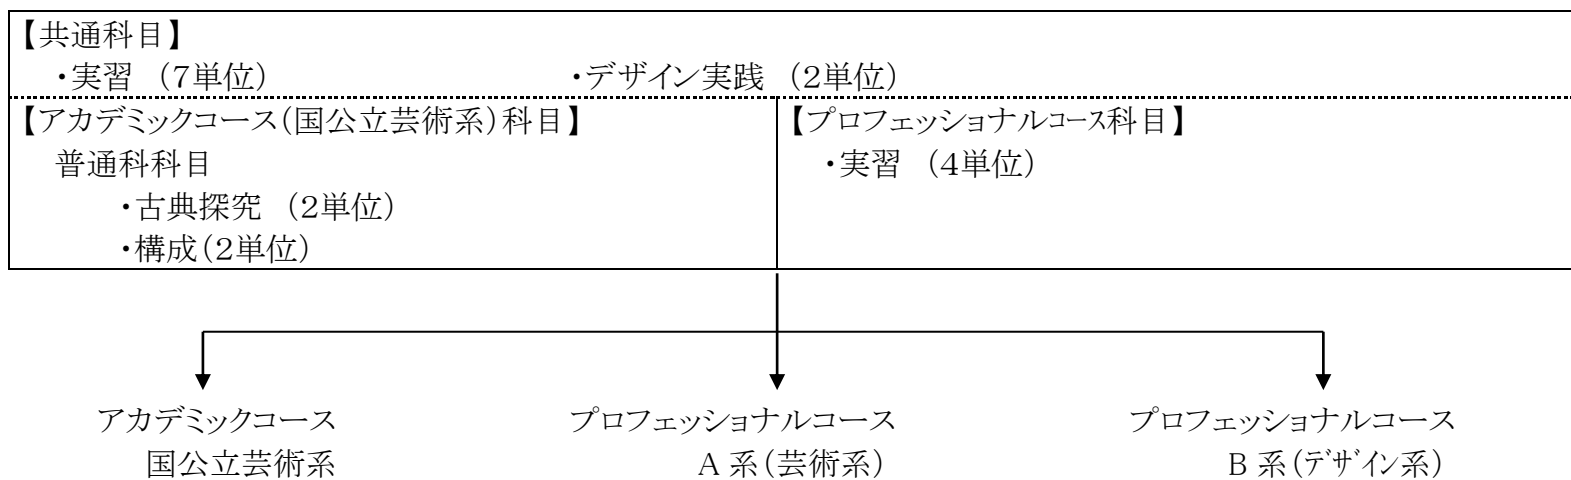 【共通科目】
・実習 （7単位） ・デザイン実践 （2単位）
【アカデミックコース(国公立芸術系)科目】
普通科科目
・古典探究 （2単位）
・構成（2単位）
【プロフェッショナルコース科目】
・実習 （4単位）
アカデミックコース
国公立芸術系
プロフェッショナルコース
A 系（芸術系）
プロフェッショナルコース
B 系（デザイン系）